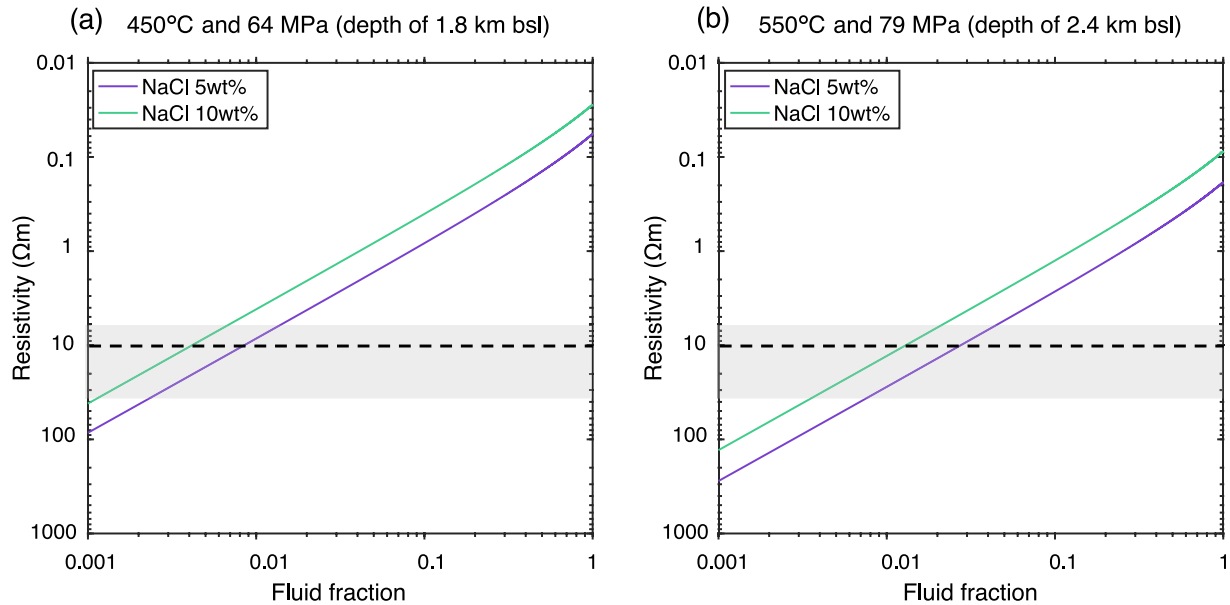 (a) 450°C and 64 MPa (depth of 1.8 km bsl)
0.01
0.1
1
10
100
1000
Resistivity (Ωm)
NaCl 5wt%
NaCl 10wt%
0.001
0.01
0.1
1
Fluid fraction
(b) 550°C and 79 MPa (depth of 2.4 km bsl)
0.01
0.1
1
10
100
1000
Resistivity (Ωm)
NaCl 5wt%
NaCl 10wt%
0.001
0.01
0.1
1
Fluid fraction